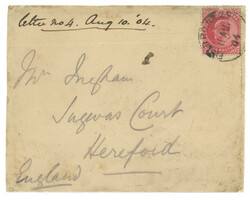 letter no 4. Aug 10. '04.
Mr Ingham
Sugwas Court
Hereford
England